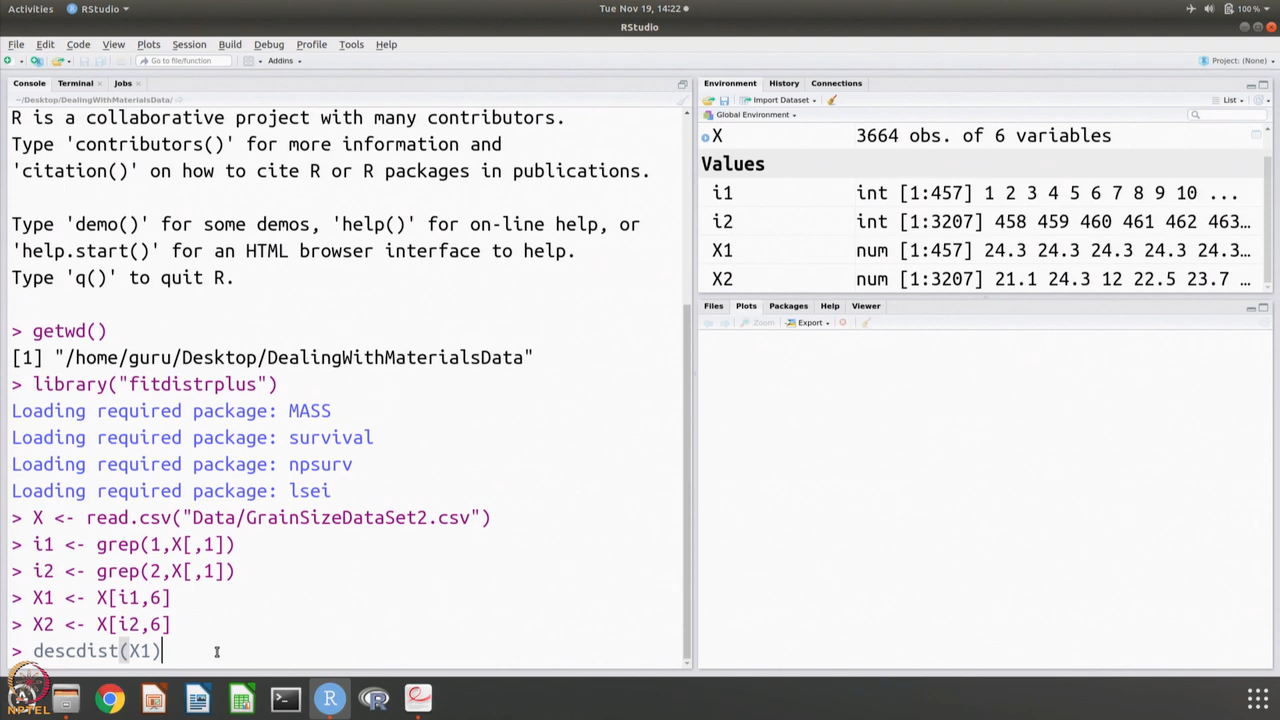 Activities RStudio Tue Nov 19, 14:22 100 %
RStudio
File Edit Code View Plots Session Build Debug Profile Tools Help
Go to file/function Addins Project: (None)
Console Terminal Jobs
~/Desktop/DealingWithMaterialsData/
R is a collaborative project with many contributors.
Type 'contributors()' for more information and
'citation()' on how to cite R or R packages in publications.
Type 'demo()' for some demos, 'help()' for on-line help, or
'help.start()' for an HTML browser interface to help.
Type 'q()' to quit R.
> getwd()
[1] "/home/guru/Desktop/DealingWithMaterialsData"
> library("fitdistrplus")
Loading required package: MASS
Loading required package: survival
Loading required package: npsurv
Loading required package: lsei
> X <- read.csv("Data/GrainSizeDataSet2.csv")
> i1 <- grep(1,X[,1])
> i2 <- grep(2,X[,1])
> X1 <- X[i1,6]
> X2 <- X[i2,6]
> descdist(X1)
Environment History Connections
Import Dataset List
Global Environment
X 3664 obs. of 6 variables
Values
i1 int [1:457] 1 2 3 4 5 6 7 8 9 10 ...
i2 int [1:3207] 458 459 460 461 462 463…
X1 num [1:457] 24.3 24.3 24.3 24.3 24.3…
X2 num [1:3207] 21.1 24.3 12 22.5 23.7 …
Files Plots Packages Help Viewer
Zoom Export
NPTEL